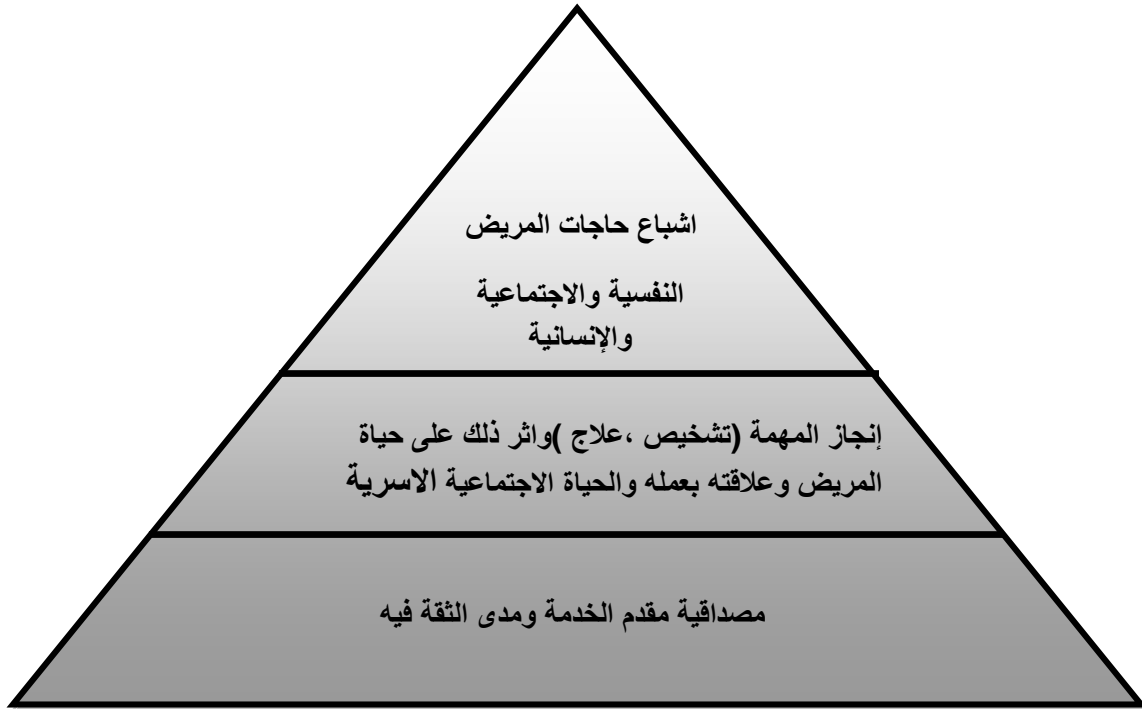 اشباع حاجات المريض
النفسية والاجتماعية
والإنسانية
إنجاز المهمة (تشخيص ،علاج )واثر ذلك على حياة
المريض وعلاقته بعمله والحياة الاجتماعية الاسرية
مصداقية مقدم الخدمة ومدى الثقة فيه